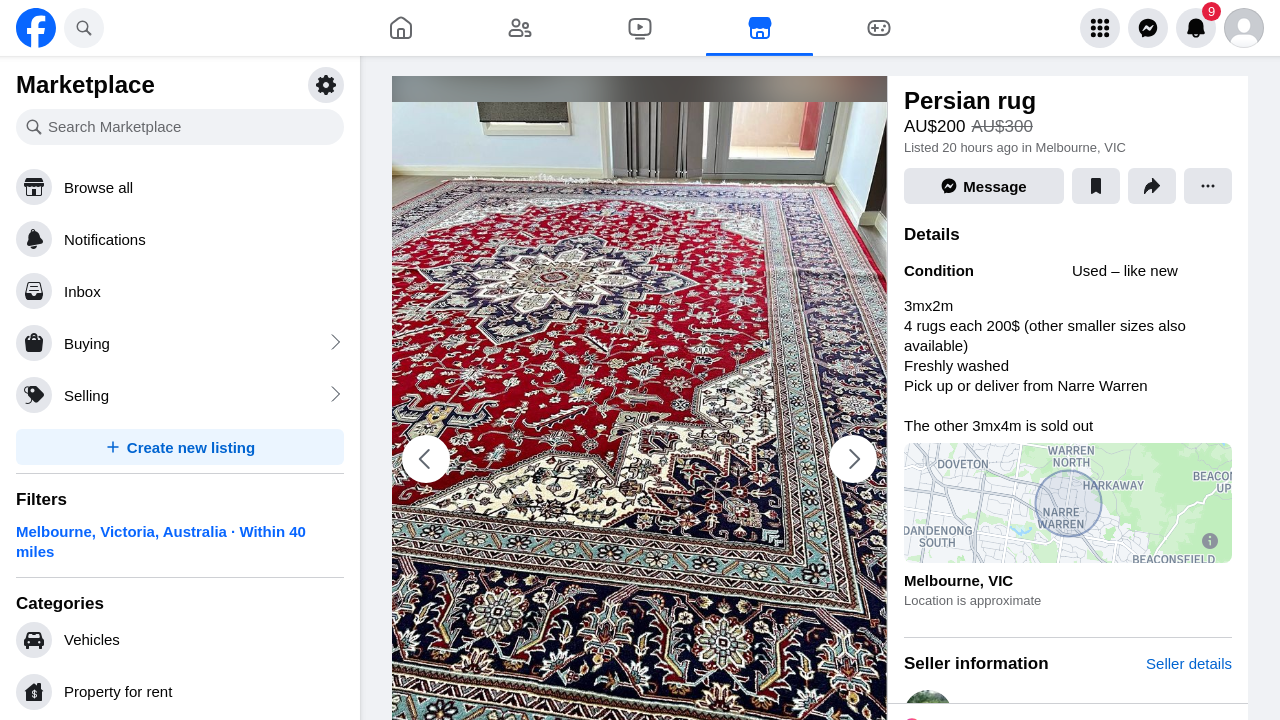 9
Marketplace
Search Marketplace
Browse all
Notifications
Inbox
Buying
Selling
Create new listing
Filters
Melbourne, Victoria, Australia · Within 40
miles
Categories
Vehicles
Property for rent
Persian rug
AU$200 AU$300
Listed 20 hours ago in Melbourne, VIC
Message
Details
Condition Used – like new
3mx2m
4 rugs each 200$ (other smaller sizes also
available)
Freshly washed
Pick up or deliver from Narre Warren
The other 3mx4m is sold out
WARREN
NORTH
DOVETON
HARKAWAY
BEACON
UP
NARRE
WARREN
DANDENONG
SOUTH
BEACONSFIELD
Melbourne, VIC
Location is approximate
Seller information Seller details